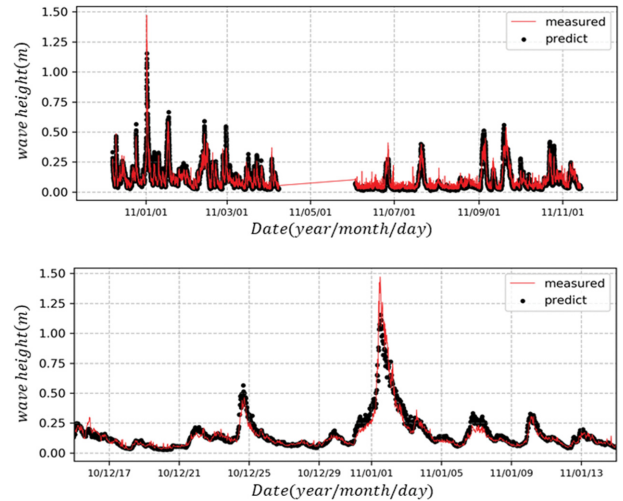 1.50
measured
predict
1.25
1.00
0.75
0.50
0.25
0.00
wave height(m)
11/01/01 11/03/01 11/05/01 11/07/01 11/09/01 11/11/01
Date(year/month/day)
1.50
measured
predict
1.25
1.00
0.75
0.50
0.25
0.00
wave height(m)
10/12/17 10/12/21 10/12/25 10/12/29 11/01/01 11/01/05 11/01/09 11/01/13
Date(year/month/day)